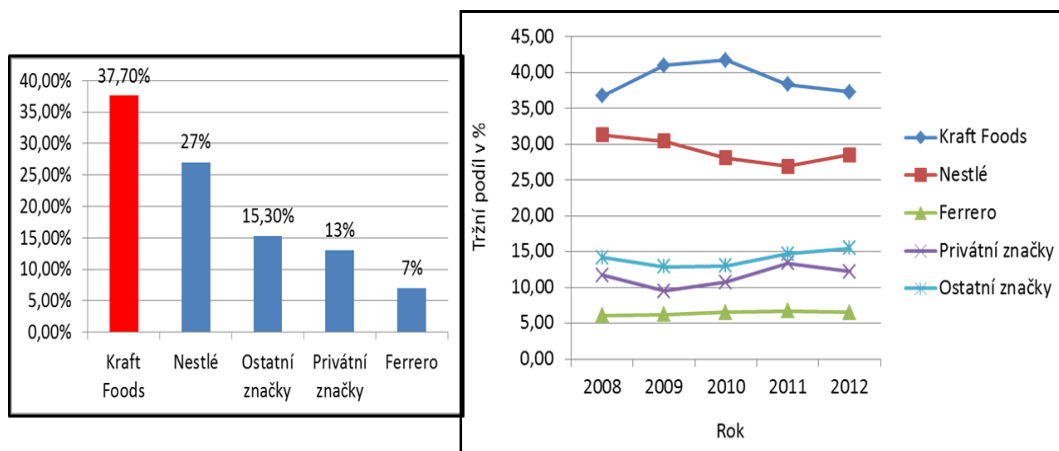 40,00%
35,00%
30,00%
25,00%
20,00%
15,00%
10,00%
5,00%
0,00%
37,70%
27%
15,30%
13%
7%
Kraft
Foods
Nestlé
Ostatní
značky
Privátní
značky
Ferrero
Tržní podíl v %
45,00
40,00
35,00
30,00
25,00
20,00
15,00
10,00
5,00
0,00
2008 2009 2010 2011 2012
Rok
Kraft Foods
Nestlé
Ferrero
Privátní značky
Ostatní značky